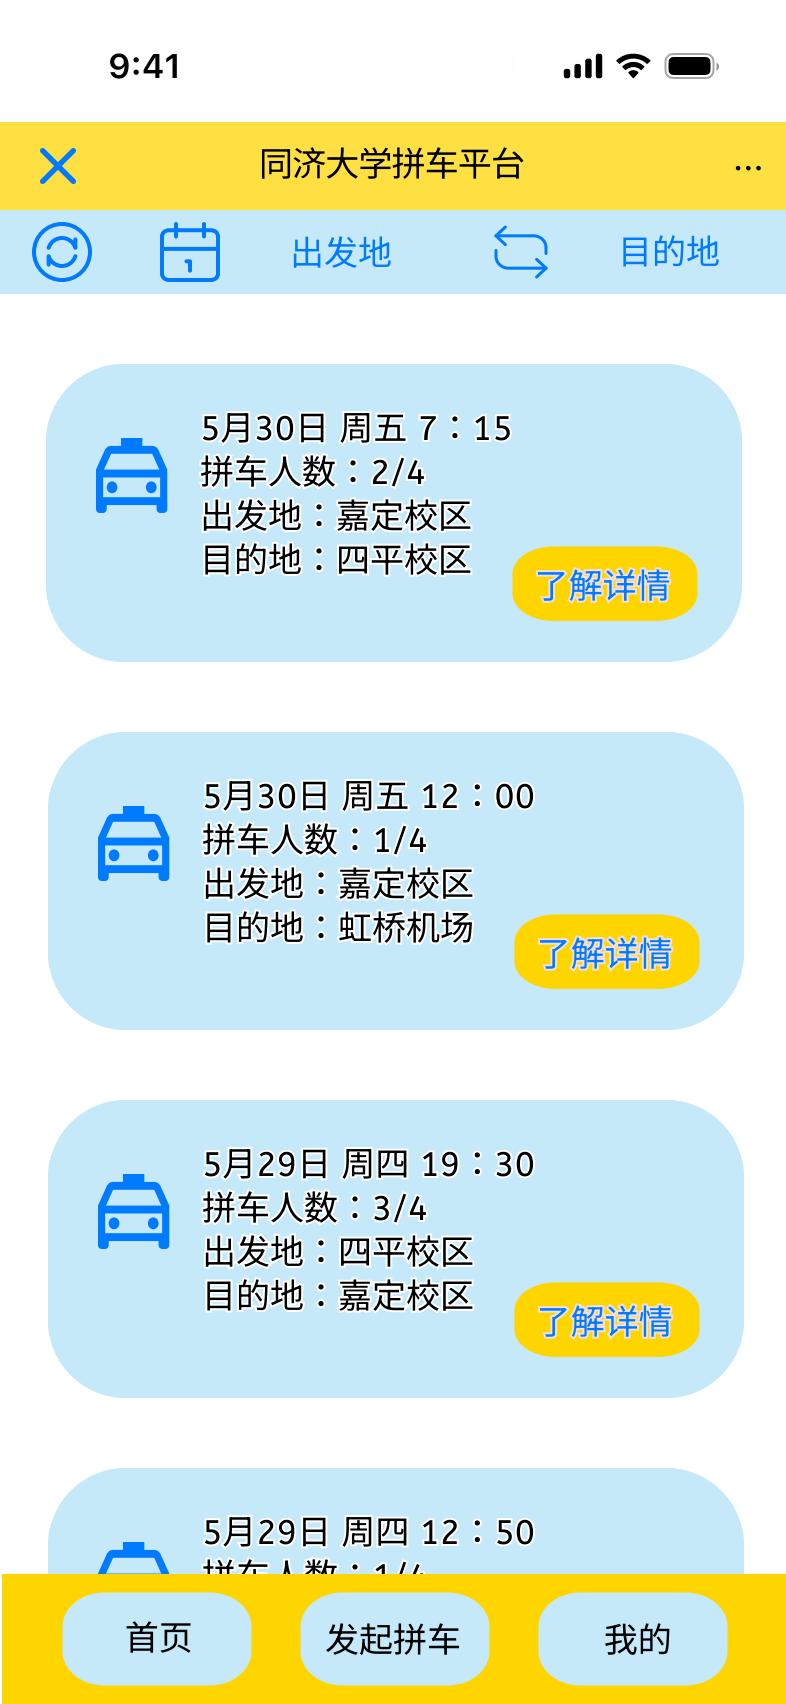 9:41
同济大学拼车平台
...
1
出发地
目的地
5月30日 周五 7：15
拼车人数：2/4
出发地：嘉定校区
目的地：四平校区
了解详情
5月30日 周五 12：00
拼车人数：1/4
出发地：嘉定校区
目的地：虹桥机场
了解详情
5月29日 周四 19：30
拼车人数：3/4
出发地：四平校区
目的地：嘉定校区
了解详情
5月29日 周四 12：50
拼车人数：1/4
首页
发起拼车
我的